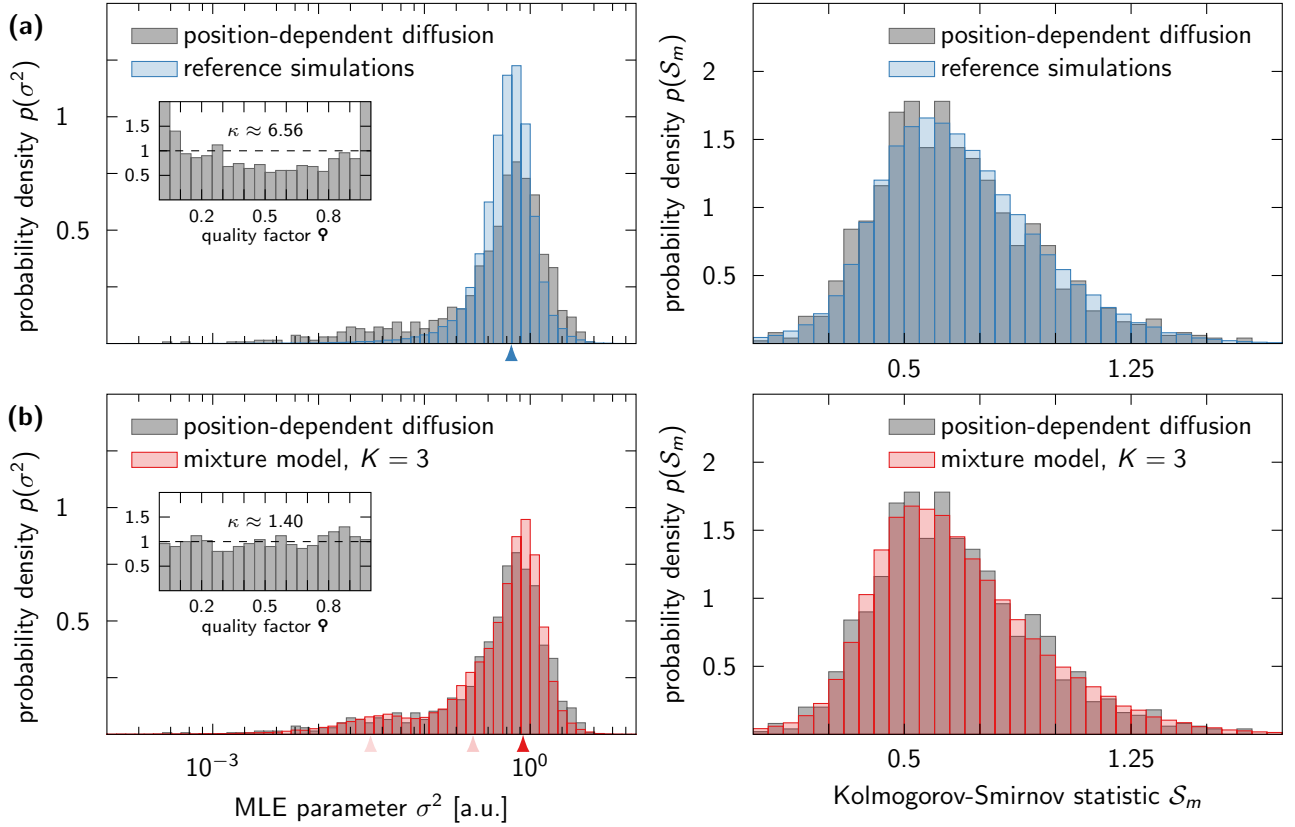 (a)
position-dependent diffusion
reference simulations
probability density p(σ²)
1
0.5
κ ≈ 6.56
1.5
1
0.5
0.2
0.5
0.8
quality factor ϙ
position-dependent diffusion
reference simulations
probability density p(𝒮ₘ)
2
1.5
1
0.5
0.5
1.25
(b)
position-dependent diffusion
mixture model, K = 3
probability density p(σ²)
1
0.5
κ ≈ 1.40
1.5
1
0.5
0.2
0.5
0.8
quality factor ϙ
10⁻³
10⁰
MLE parameter σ² [a.u.]
position-dependent diffusion
mixture model, K = 3
probability density p(𝒮ₘ)
2
1.5
1
0.5
0.5
1.25
Kolmogorov-Smirnov statistic 𝒮ₘ